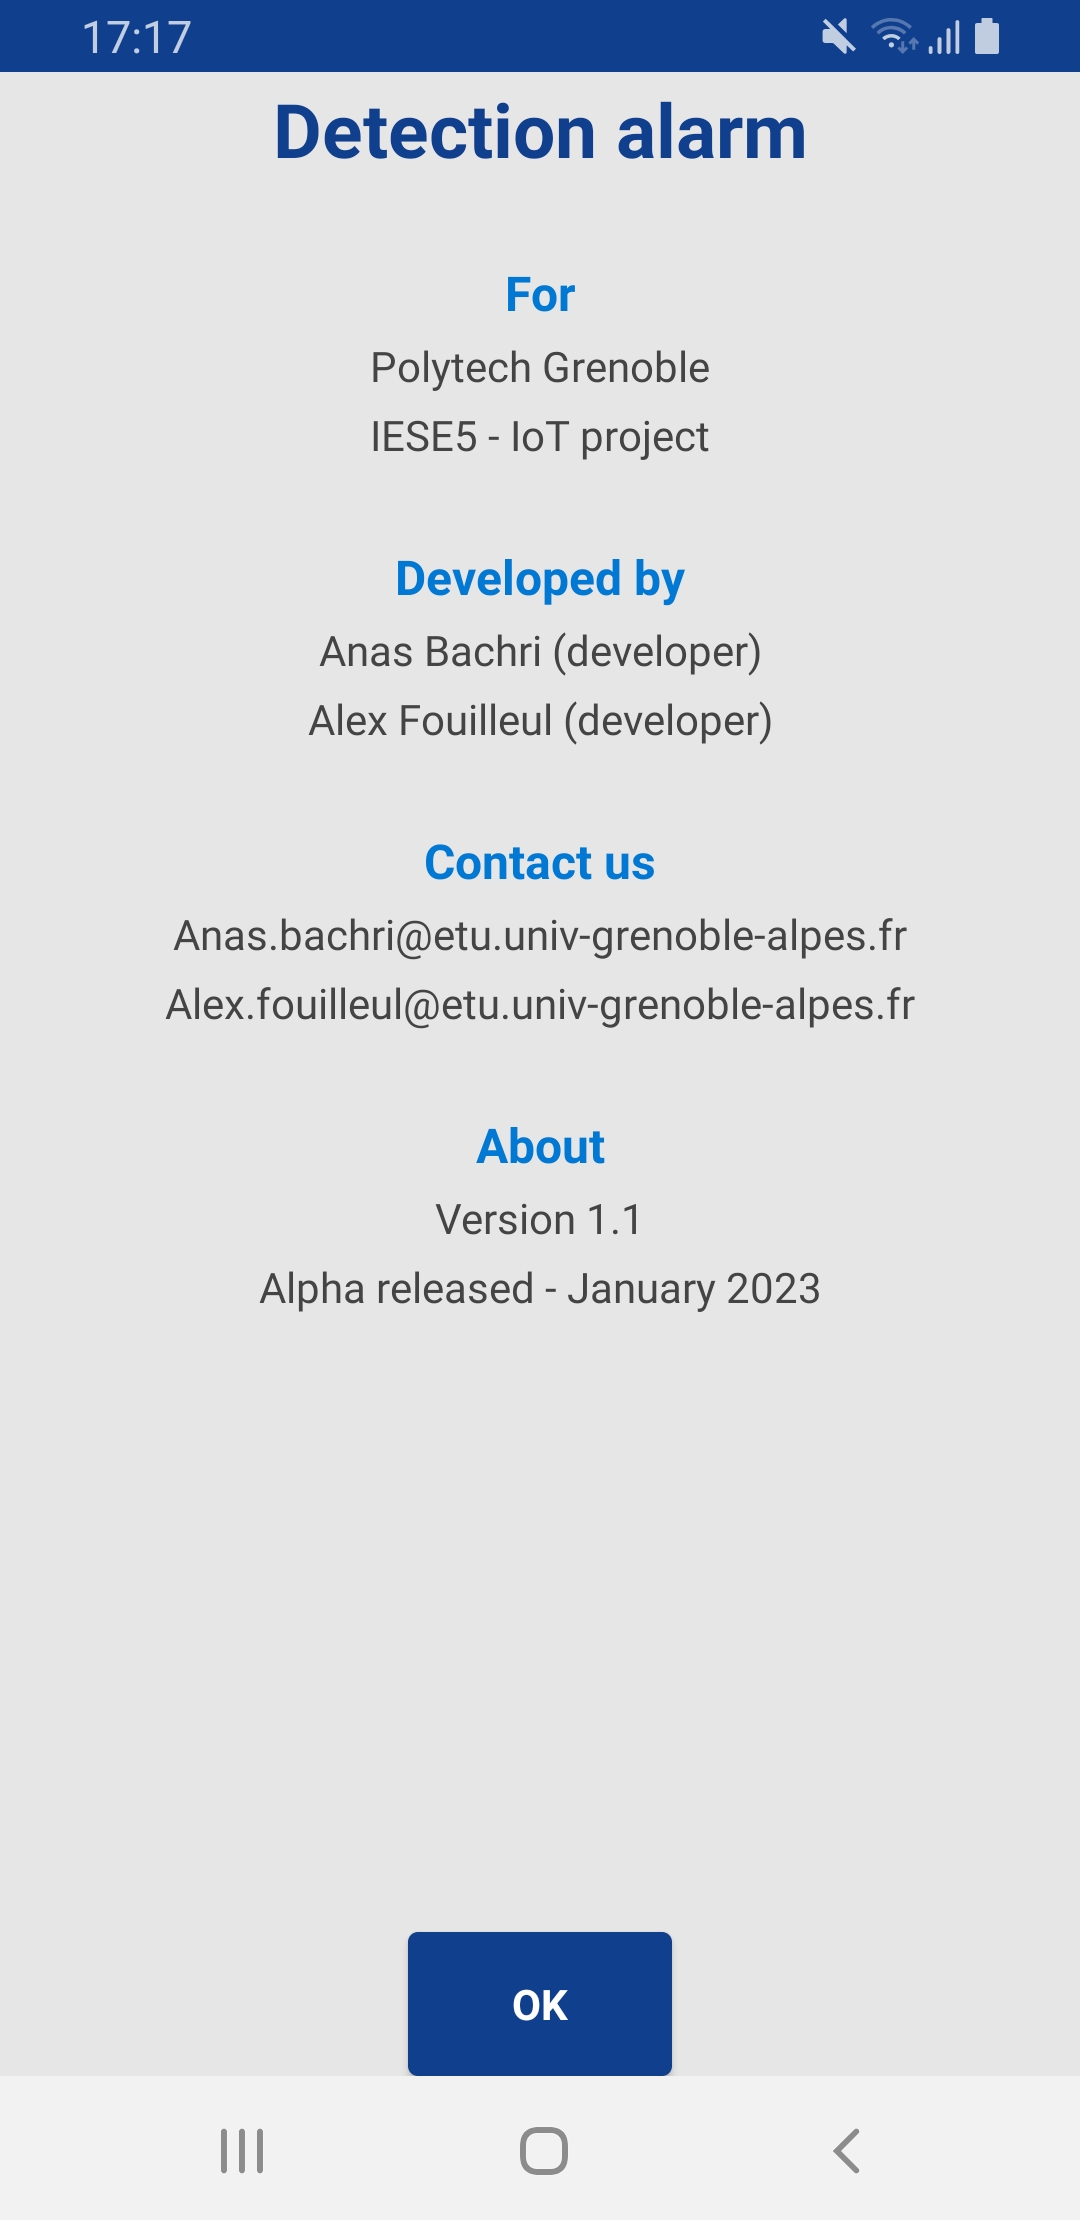 17:17
Detection alarm
For
Polytech Grenoble
IESE5 - IoT project
Developed by
Anas Bachri (developer)
Alex Fouilleul (developer)
Contact us
Anas.bachri@etu.univ-grenoble-alpes.fr
Alex.fouilleul@etu.univ-grenoble-alpes.fr
About
Version 1.1
Alpha released - January 2023
OK